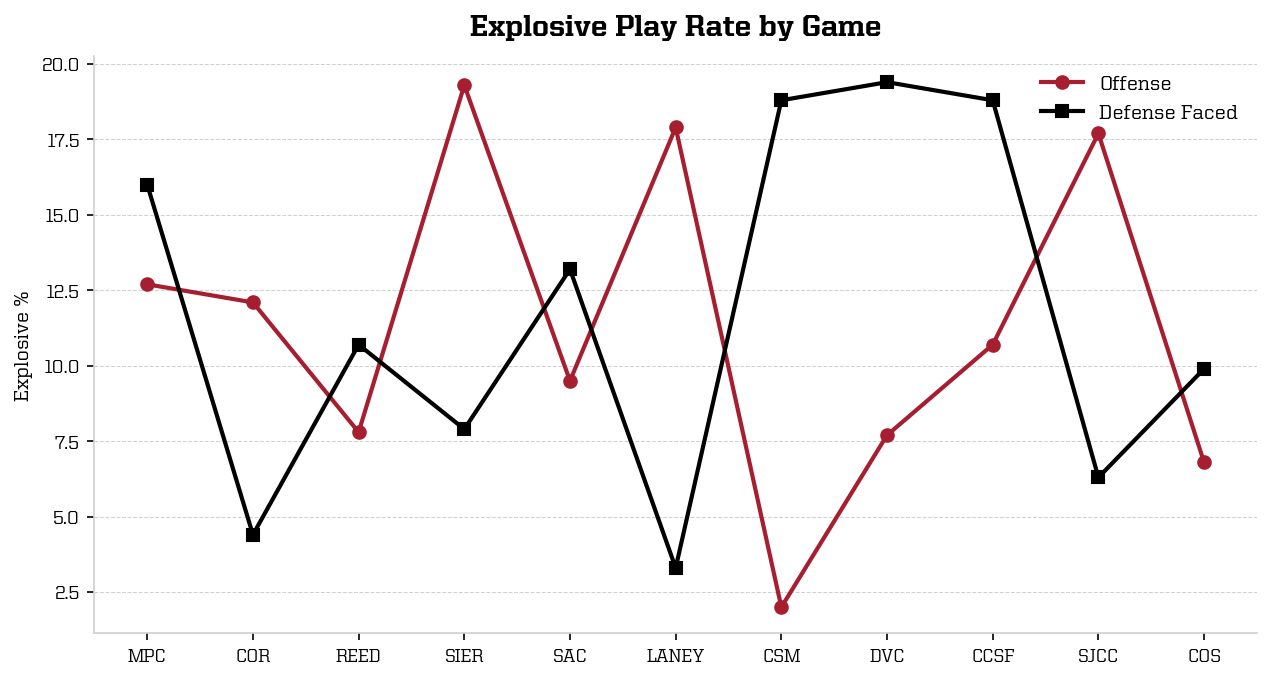 Explosive Play Rate by Game
Offense
Defense Faced
Explosive %
20.0
17.5
15.0
12.5
10.0
7.5
5.0
2.5
MPC COR REED SIER SAC LANEY CSM DVC CCSF SJCC COS